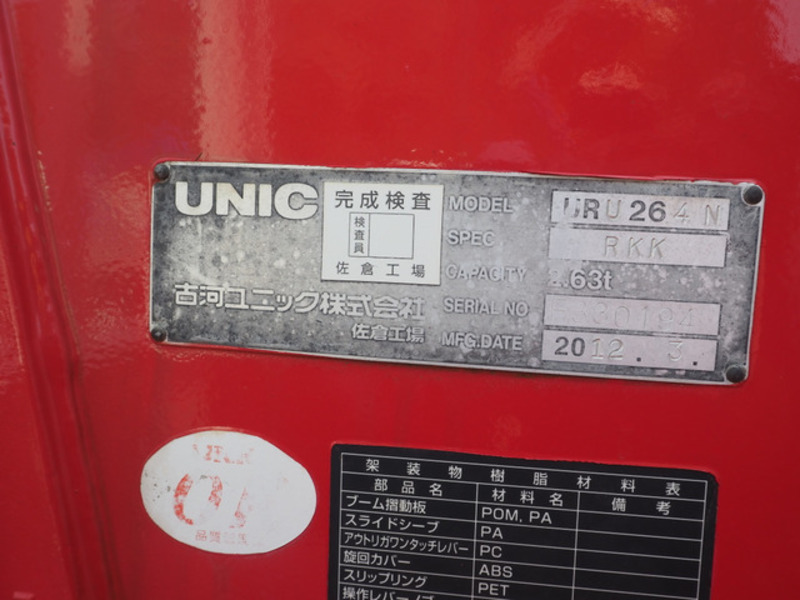 UNIC
完成検査
検査員
佐倉工場
古河ユニック株式会社
佐倉工場
MODEL URU264N
SPEC RKK
CAPACITY 2.63t
SERIAL NO
MFG.DATE 2012.3.
架装物樹脂材料表
部品名 材料名 備考
ブーム摺動板 POM, PA
スライドシーブ PA
アウトリガワンタッチレバー PC
旋回カバー ABS
スリップリング PET